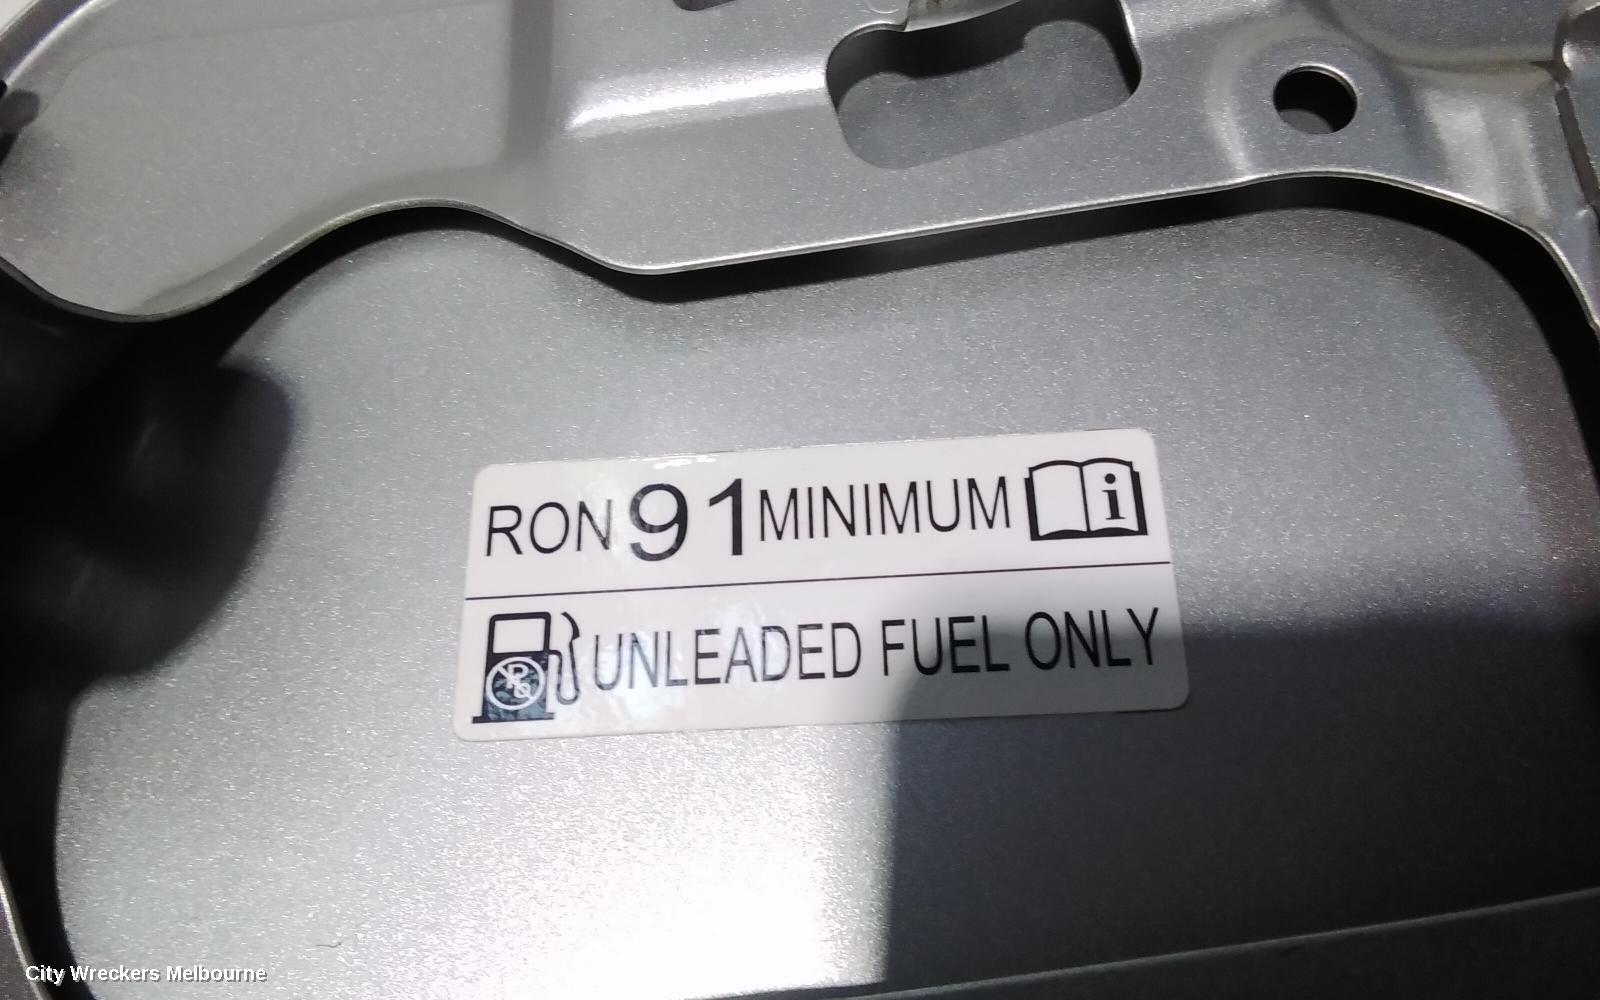 RON 91 MINIMUM i
UNLEADED FUEL ONLY
City Wreckers Melbourne